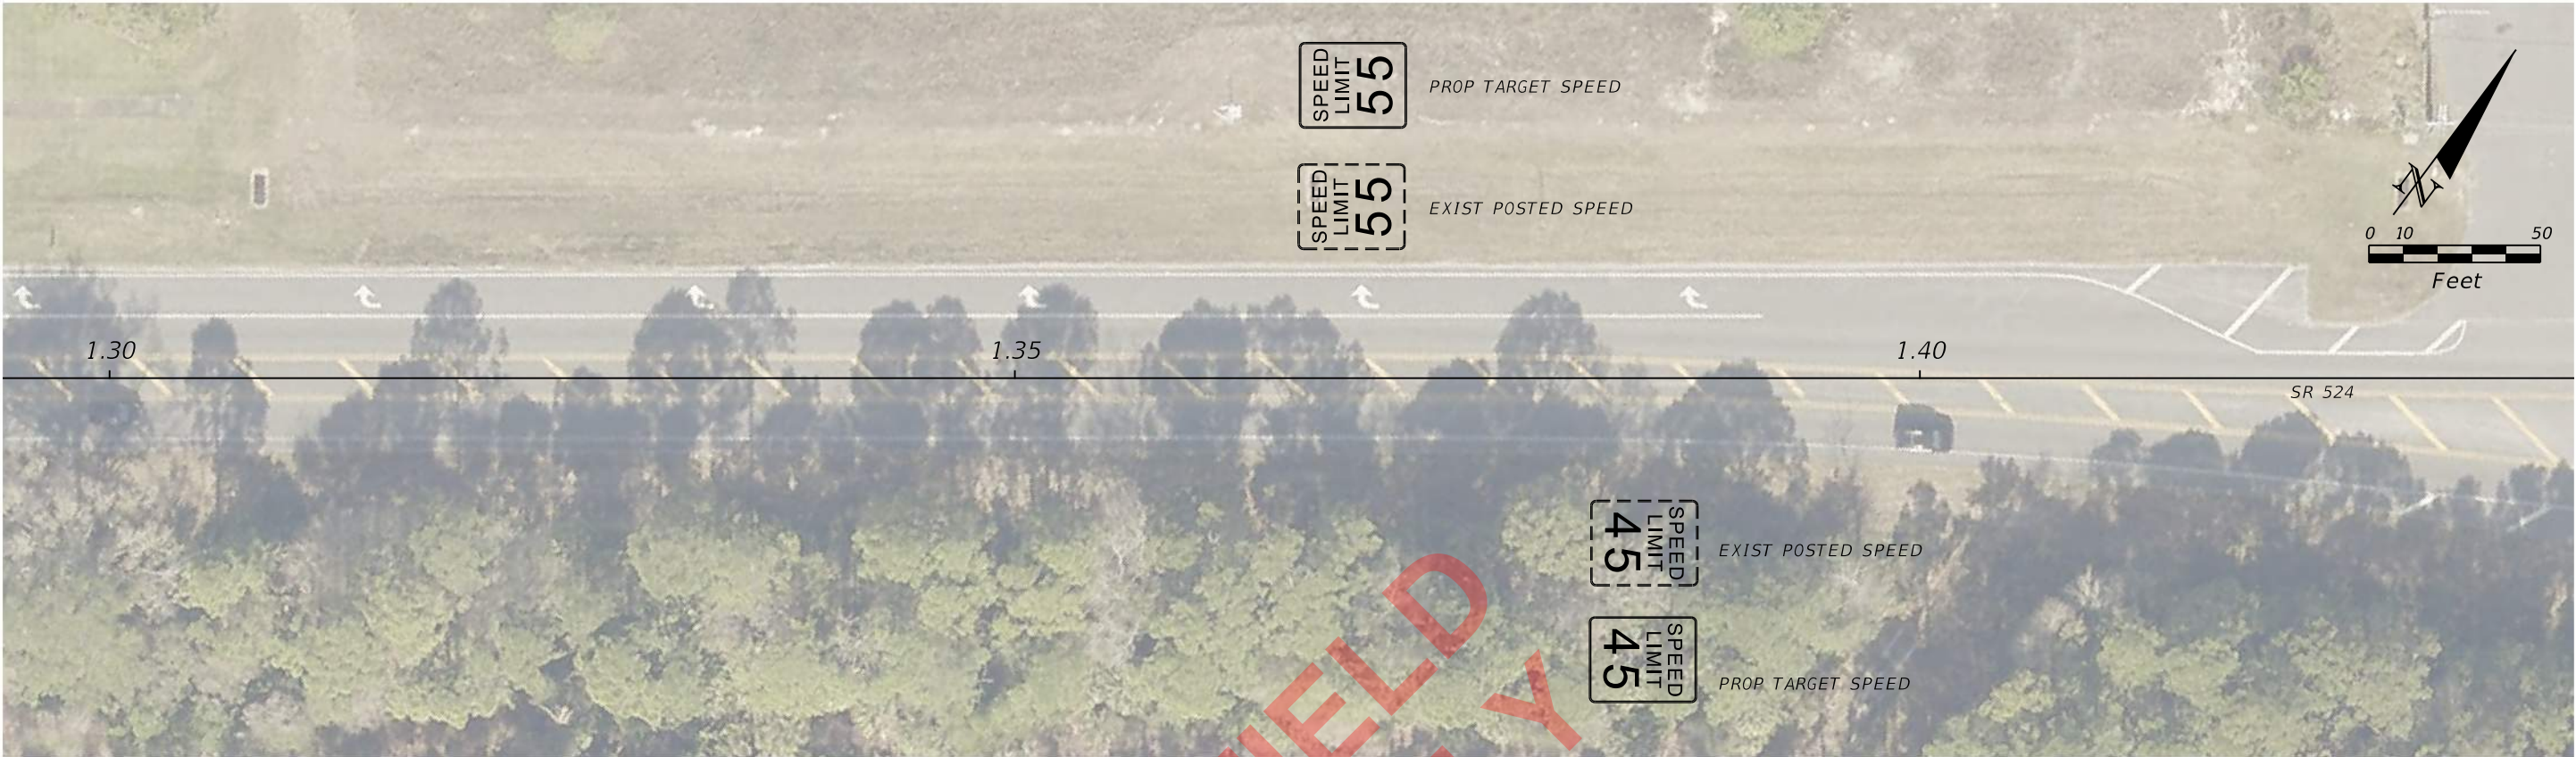 SPEED
LIMIT
55
PROP TARGET SPEED
SPEED
LIMIT
55
EXIST POSTED SPEED
N
0 10 50
Feet
1.30
1.35
1.40
SR 524
SPEED
LIMIT
45
EXIST POSTED SPEED
SPEED
LIMIT
45
PROP TARGET SPEED
IELD
Y